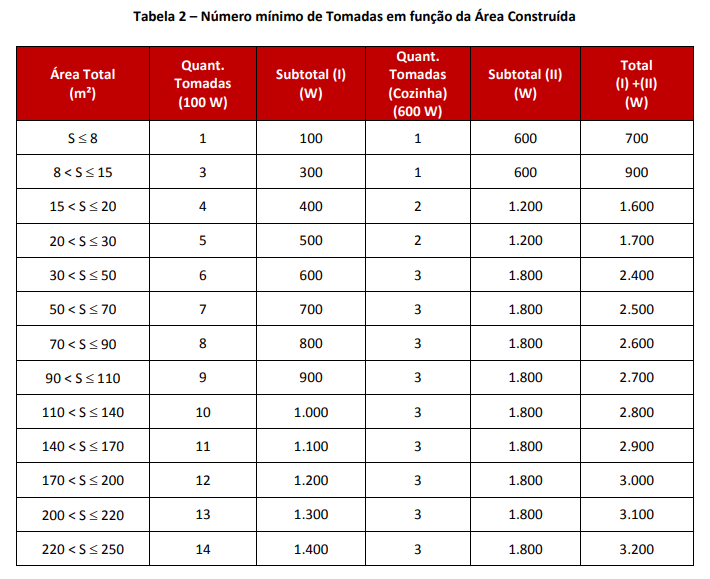 Tabela 2 – Número mínimo de Tomadas em função da Área Construída
Área Total (m²) Quant. Tomadas (100 W) Subtotal (I) (W) Quant. Tomadas (Cozinha) (600 W) Subtotal (II) (W) Total (I) +(II) (W)
S ≤ 8 1 100 1 600 700
8 < S ≤ 15 3 300 1 600 900
15 < S ≤ 20 4 400 2 1.200 1.600
20 < S ≤ 30 5 500 2 1.200 1.700
30 < S ≤ 50 6 600 3 1.800 2.400
50 < S ≤ 70 7 700 3 1.800 2.500
70 < S ≤ 90 8 800 3 1.800 2.600
90 < S ≤ 110 9 900 3 1.800 2.700
110 < S ≤ 140 10 1.000 3 1.800 2.800
140 < S ≤ 170 11 1.100 3 1.800 2.900
170 < S ≤ 200 12 1.200 3 1.800 3.000
200 < S ≤ 220 13 1.300 3 1.800 3.100
220 < S ≤ 250 14 1.400 3 1.800 3.200